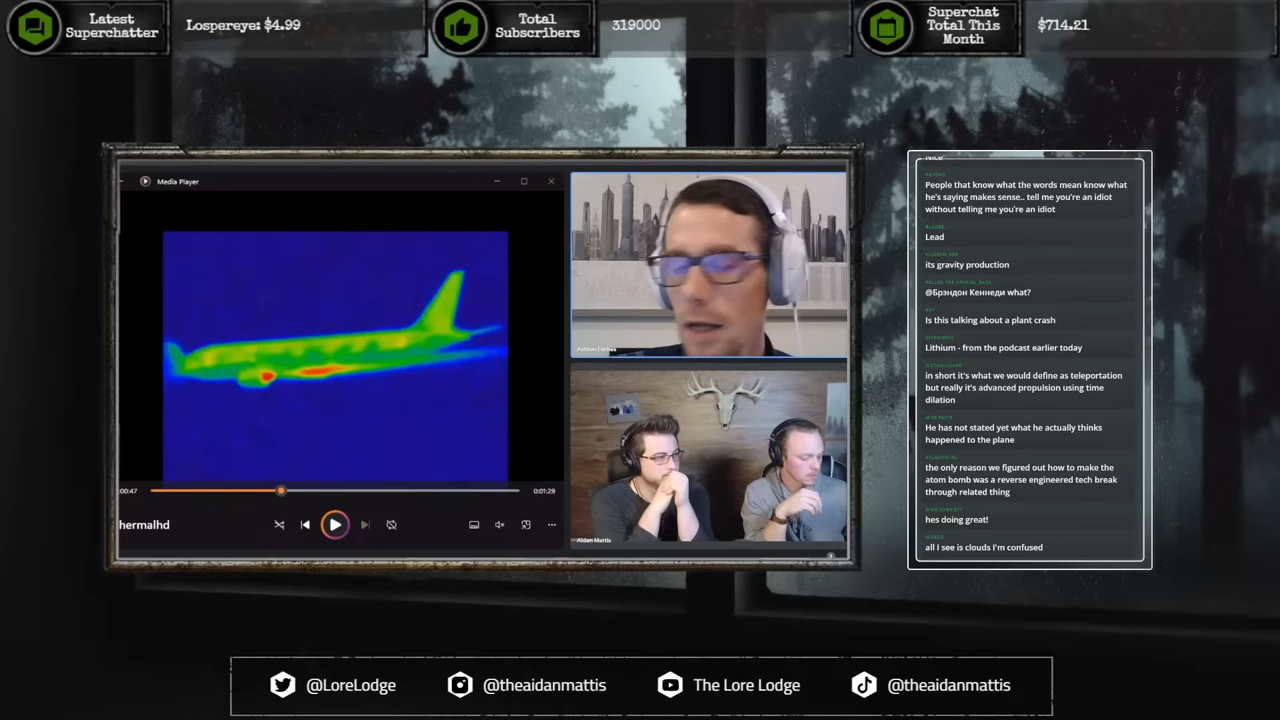 Latest
Superchatter
Lospereye: $4.99
Total
Subscribers
319000
Superchat
Total This
Month
$714.21
Media Player
:00:47
0:01:29
hermalhd
Ashton Forbes
Aidan Mattis
Nice
People that know what the words mean know what
he's saying makes sense.. tell me you're an idiot
without telling me you're an idiot
Lead
its gravity production
@Брэндон Кеннеди what?
Is this talking about a plant crash
Lithium - from the podcast earlier today
in short it's what we would define as teleportation
but really it's advanced propulsion using time
dilation
He has not stated yet what he actually thinks
happened to the plane
the only reason we figured out how to make the
atom bomb was a reverse engineered tech break
through related thing
hes doing great!
all I see is clouds I'm confused
@LoreLodge
@theaidanmattis
The Lore Lodge
@theaidanmattis